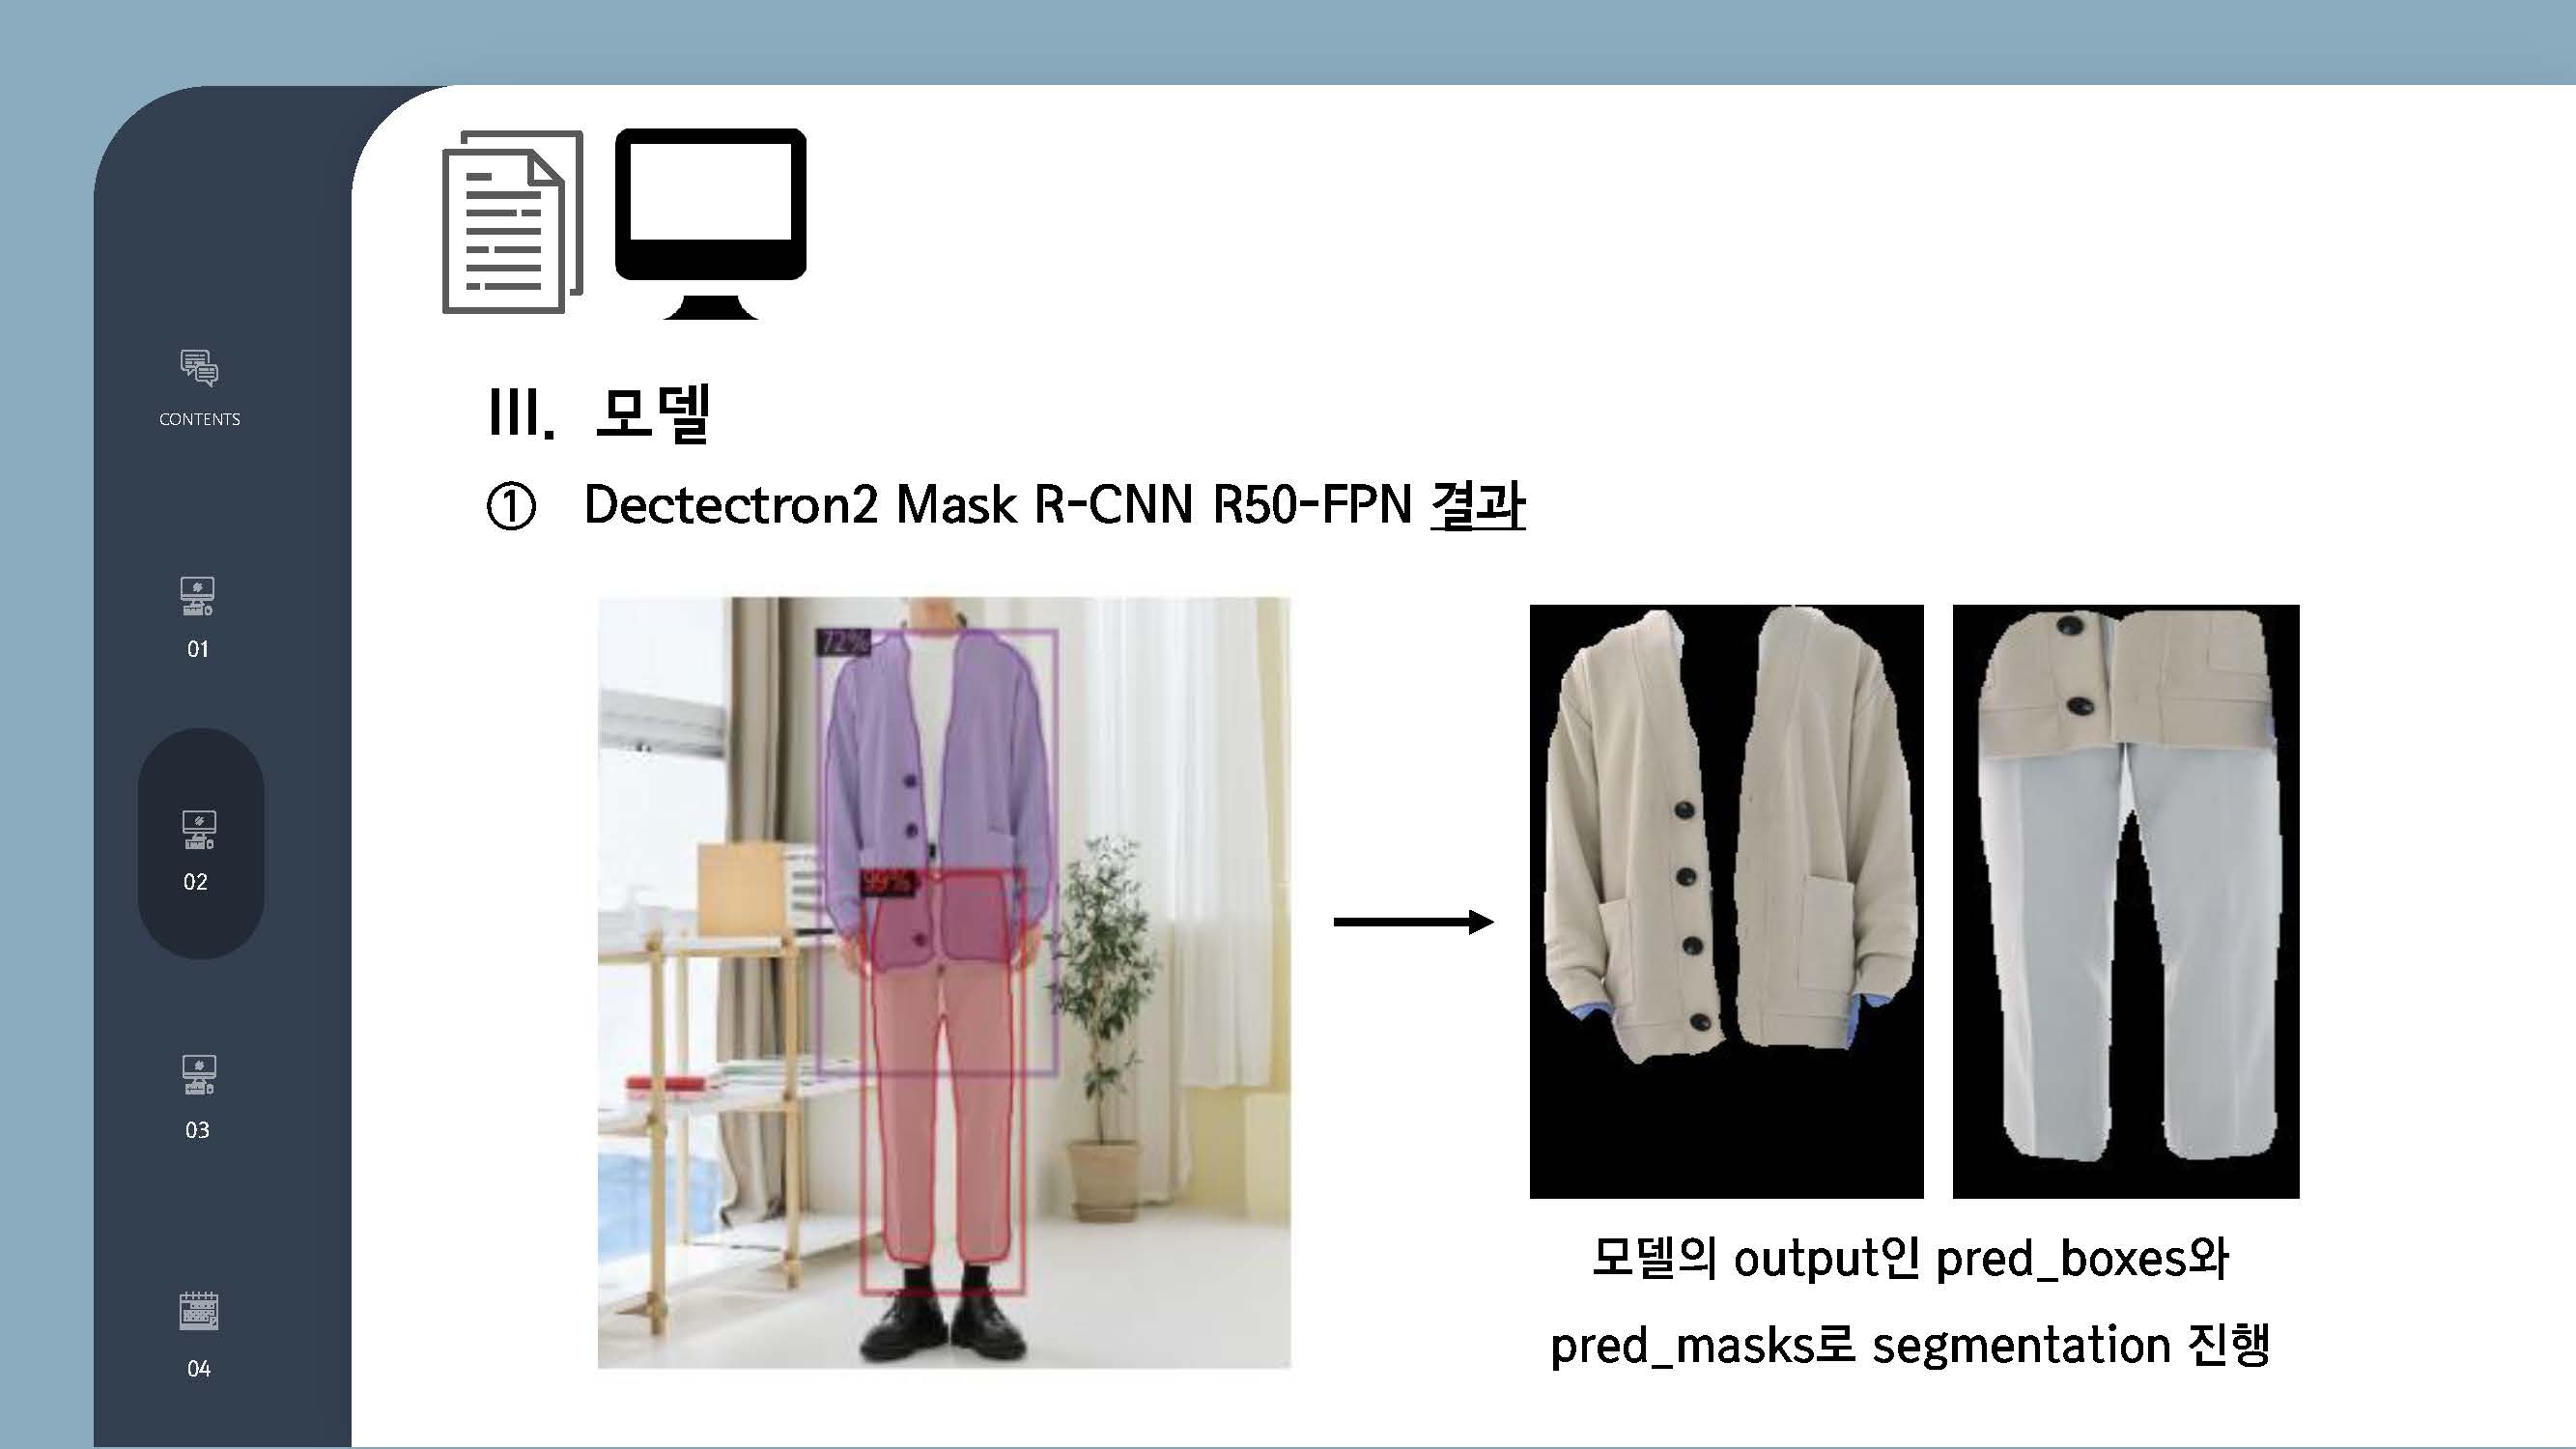 CONTENTS
01
02
03
04
III. 모델
① Dectectron2 Mask R-CNN R50-FPN 결과
72%
99%
모델의 output인 pred_boxes와
pred_masks로 segmentation 진행